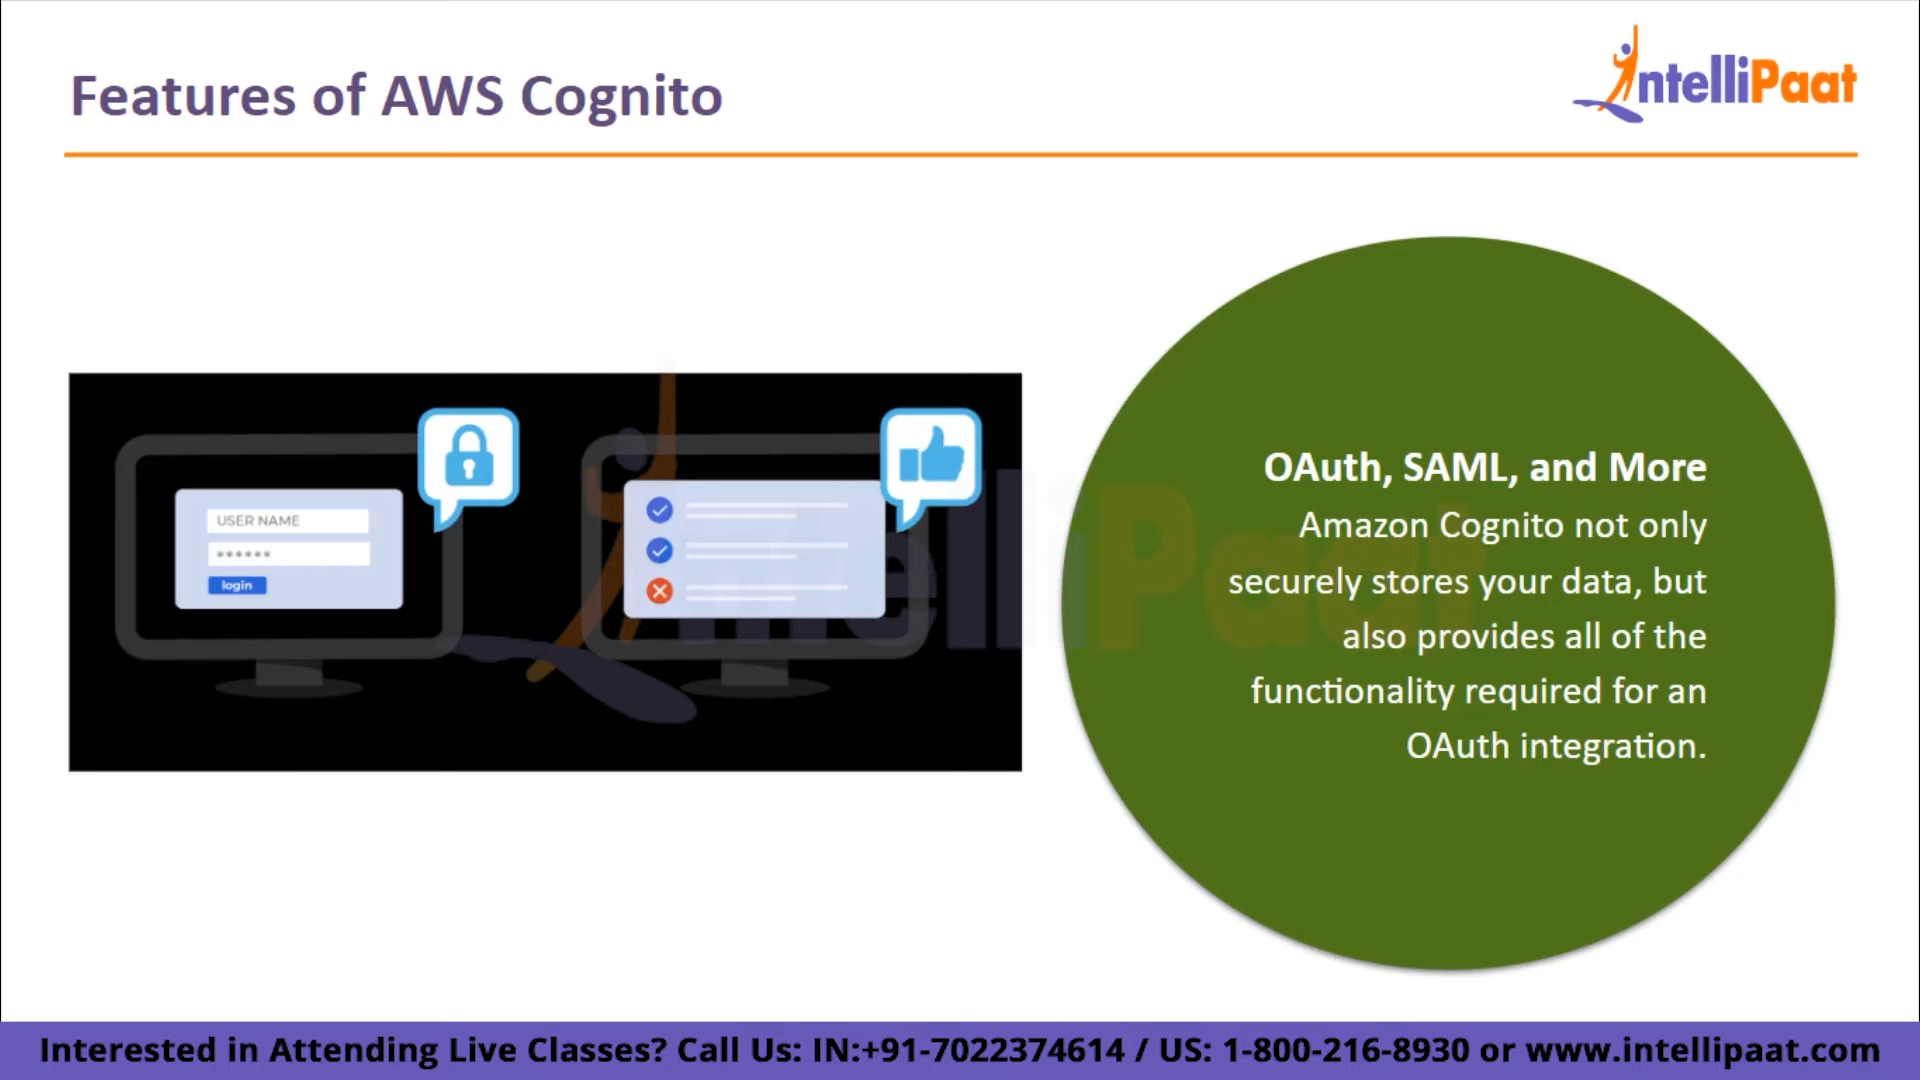 Features of AWS Cognito
IntelliPaat
USER NAME
******
login
OAuth, SAML, and More
Amazon Cognito not only
securely stores your data, but
also provides all of the
functionality required for an
OAuth integration.
IntelliPaat
Interested in Attending Live Classes? Call Us: IN:+91-7022374614 / US: 1-800-216-8930 or www.intellipaat.com